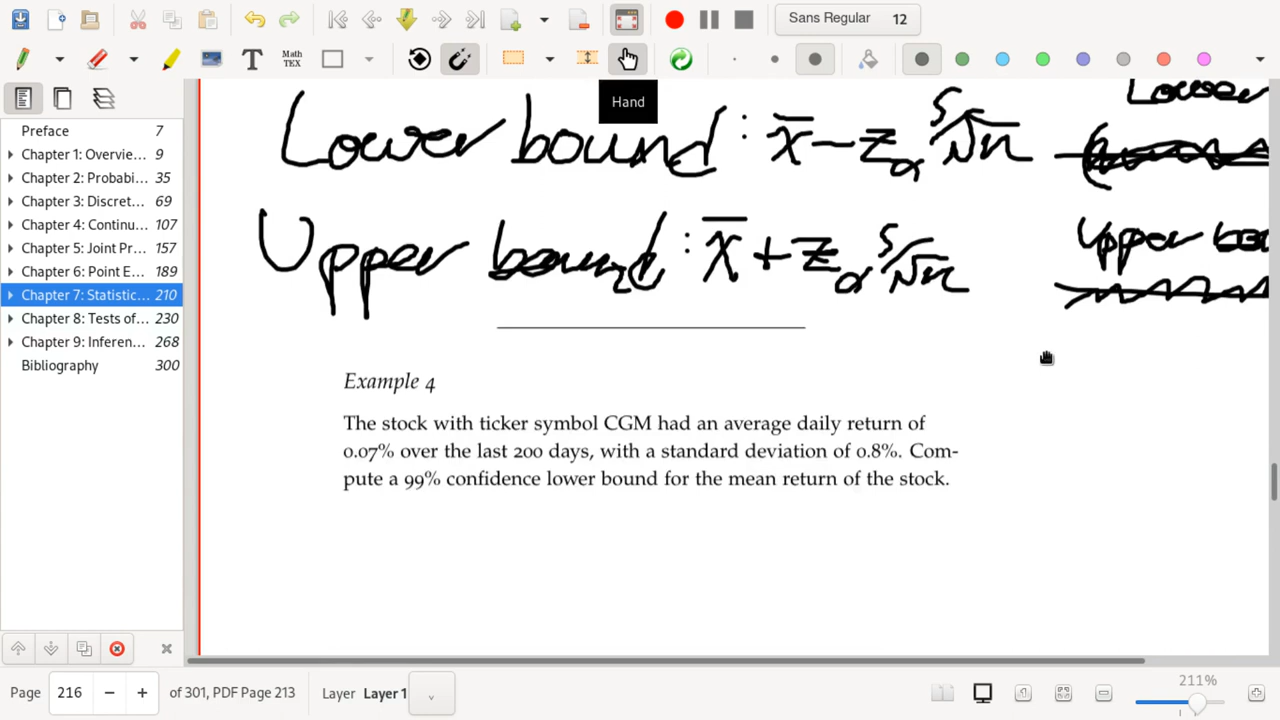 Sans Regular 12
Hand
Preface 7
Chapter 1: Overvie... 9
Chapter 2: Probabi... 35
Chapter 3: Discret... 69
Chapter 4: Continu... 107
Chapter 5: Joint Pr... 157
Chapter 6: Point E... 189
Chapter 7: Statistic... 210
Chapter 8: Tests of... 230
Chapter 9: Inferen... 268
Bibliography 300
T Math TEX
Lower
Lower bound: x̄ − z_α s/√n
Upper bound: x̄ + z_α s/√n
Upper
Example 4
The stock with ticker symbol CGM had an average daily return of
0.07% over the last 200 days, with a standard deviation of 0.8%. Com-
pute a 99% confidence lower bound for the mean return of the stock.
Page 216 − + of 301, PDF Page 213 Layer Layer 1
211%